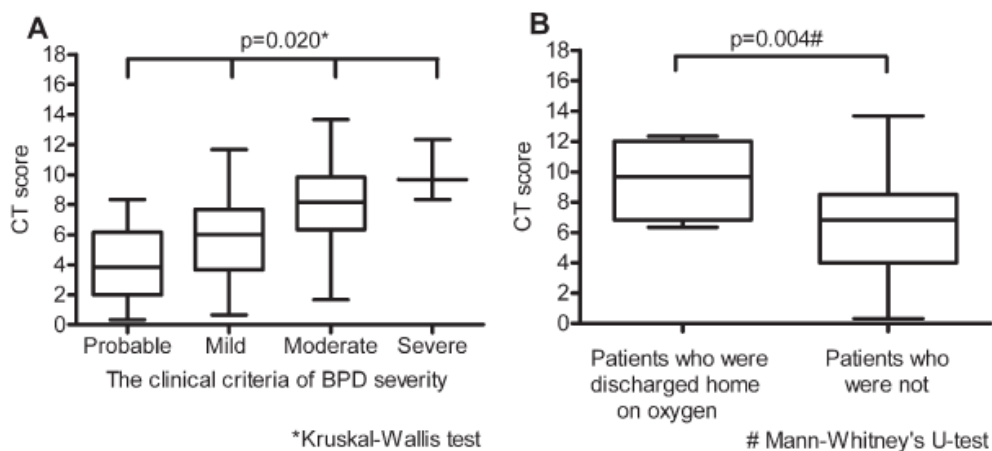 A
p=0.020*
18
16
14
12
10
8
6
4
2
0
CT score
Probable Mild Moderate Severe
The clinical criteria of BPD severity
*Kruskal-Wallis test
B
p=0.004#
18
16
14
12
10
8
6
4
2
0
CT score
Patients who were
discharged home
on oxygen
Patients who
were not
# Mann-Whitney's U-test